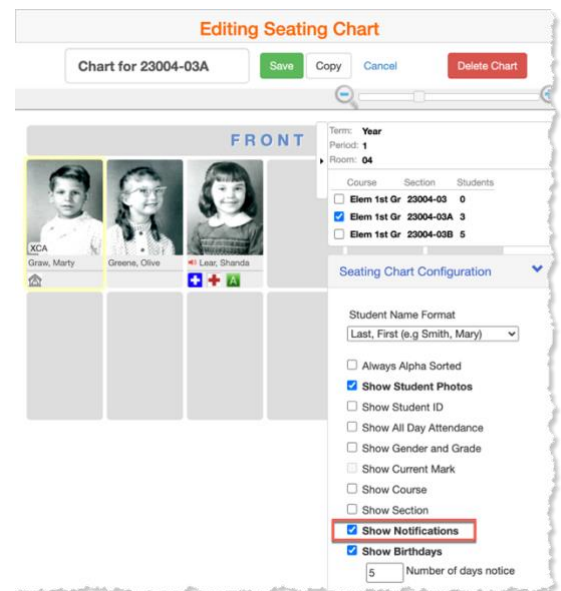 Editing Seating Chart
Chart for 23004-03A Save Copy Cancel Delete Chart
FRONT
XCA
Graw, Marty Greene, Olive Lear, Shanda
A
Term: Year
Period: 1
Room: 04
Course Section Students
Elem 1st Gr 23004-03 0
Elem 1st Gr 23004-03A 3
Elem 1st Gr 23004-03B 5
Seating Chart Configuration
Student Name Format
Last, First (e.g Smith, Mary)
Always Alpha Sorted
Show Student Photos
Show Student ID
Show All Day Attendance
Show Gender and Grade
Show Current Mark
Show Course
Show Section
Show Notifications
Show Birthdays
5 Number of days notice